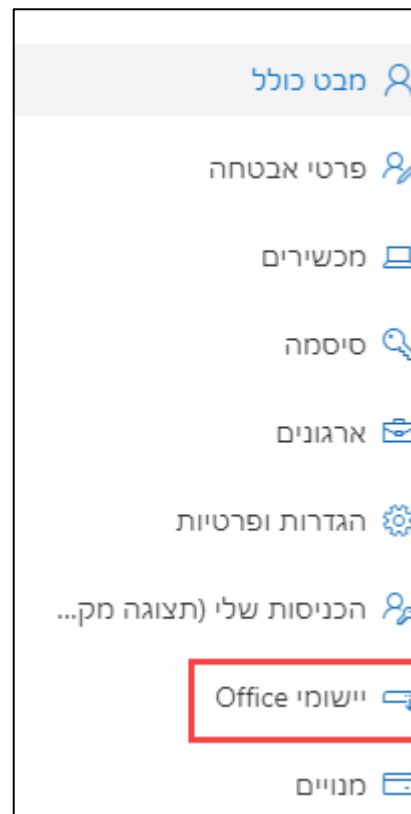 מבט כולל
פרטי אבטחה
מכשירים
סיסמה
ארגונים
הגדרות ופרטיות
הכניסות שלי (תצוגה מק...
יישומי Office
מנויים